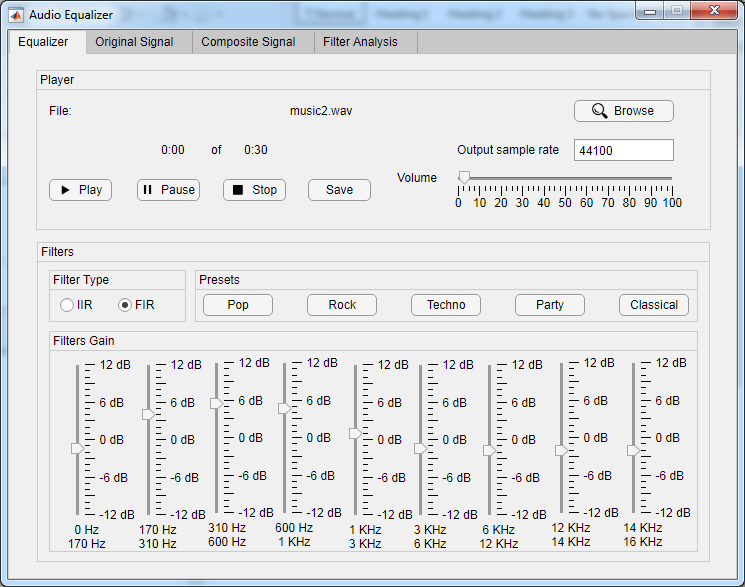 Audio Equalizer
Equalizer Original Signal Composite Signal Filter Analysis
Player
File: music2.wav Browse
0:00 of 0:30 Output sample rate 44100
Play Pause Stop Save Volume
0 10 20 30 40 50 60 70 80 90 100
Filters
Filter Type Presets
IIR FIR Pop Rock Techno Party Classical
Filters Gain
12 dB 12 dB 12 dB 12 dB 12 dB 12 dB 12 dB 12 dB 12 dB
6 dB 6 dB 6 dB 6 dB 6 dB 6 dB 6 dB 6 dB 6 dB
0 dB 0 dB 0 dB 0 dB 0 dB 0 dB 0 dB 0 dB 0 dB
-6 dB -6 dB -6 dB -6 dB -6 dB -6 dB -6 dB -6 dB -6 dB
-12 dB -12 dB -12 dB -12 dB -12 dB -12 dB -12 dB -12 dB -12 dB
0 Hz 170 Hz 310 Hz 600 Hz 1 KHz 3 KHz 6 KHz 12 KHz 14 KHz
170 Hz 310 Hz 600 Hz 1 KHz 3 KHz 6 KHz 12 KHz 14 KHz 16 KHz